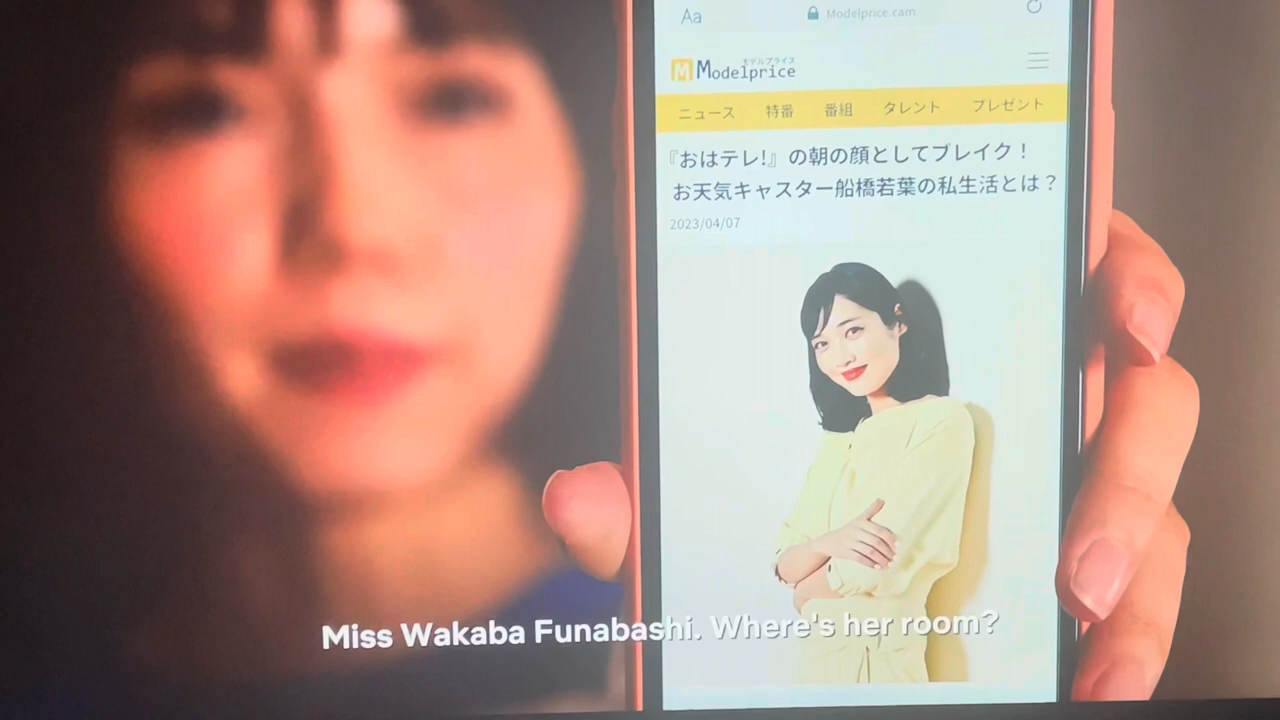 Aa
Modelprice.cam
モデルプライス
M Modelprice
ニュース 特番 番組 タレント プレゼント
『おはテレ!』の朝の顔としてブレイク！
お天気キャスター船橋若葉の私生活とは？
2023/04/07
Miss Wakaba Funabashi. Where's her room?